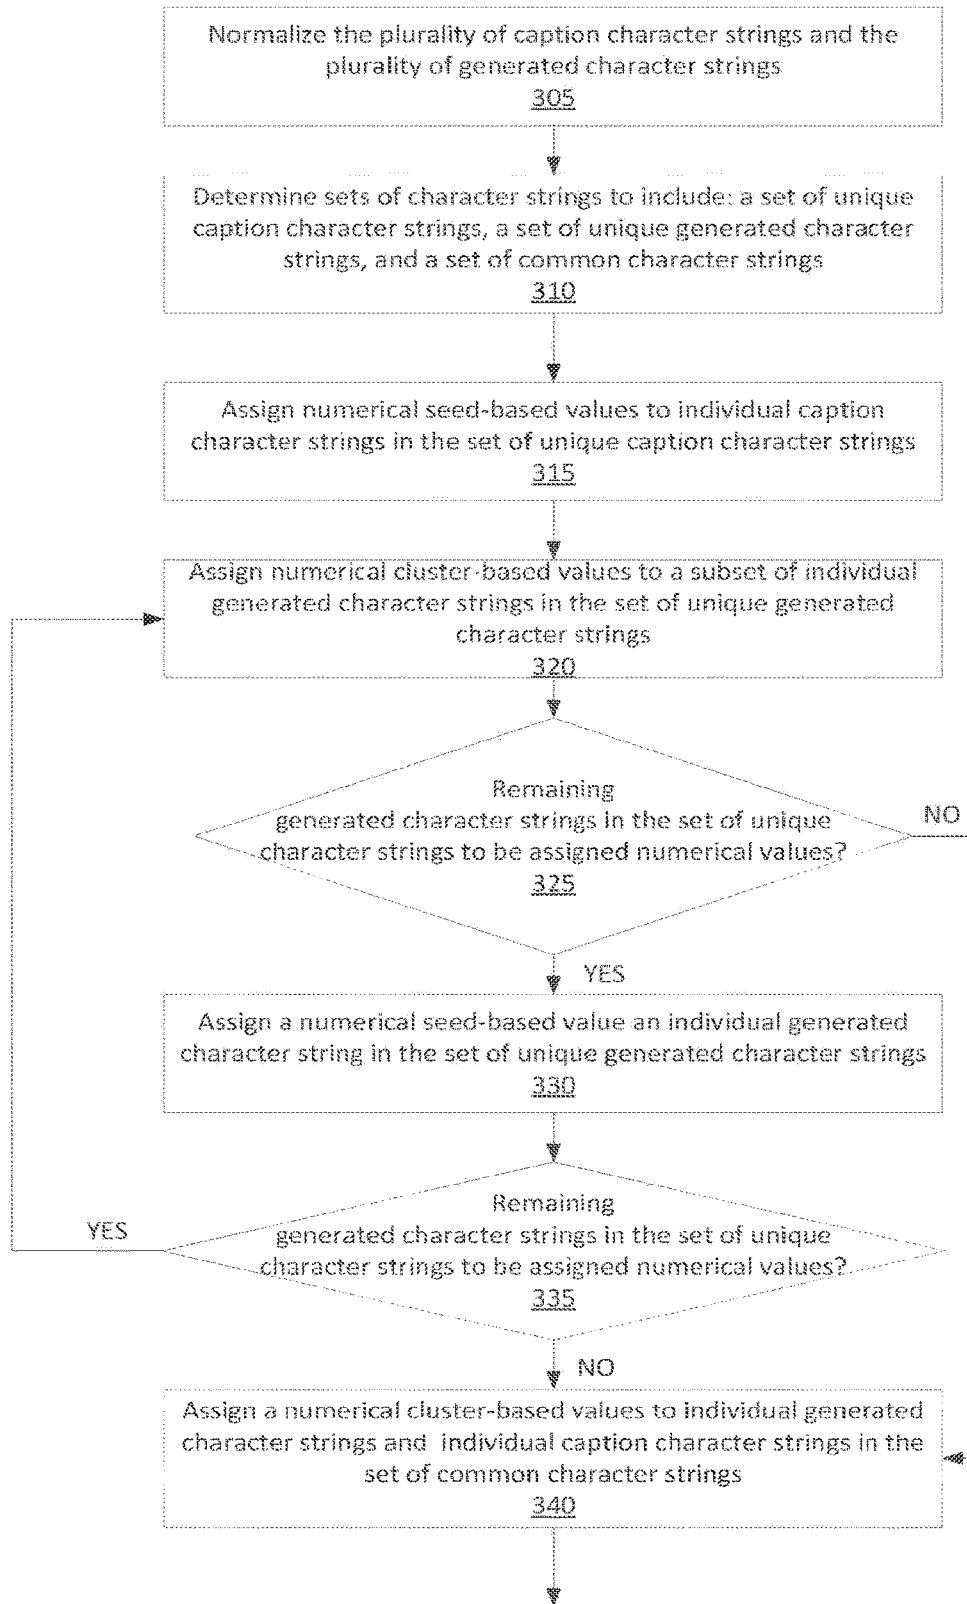 Normalize the plurality of caption character strings and the
plurality of generated character strings
305
Determine sets of character strings to include: a set of unique
caption character strings, a set of unique generated character
strings, and a set of common character strings
310
Assign numerical seed-based values to individual caption
character strings in the set of unique caption character strings
315
Assign numerical cluster-based values to a subset of individual
generated character strings in the set of unique generated
character strings
320
Remaining
generated character strings in the set of unique
character strings to be assigned numerical values?
325
NO
YES
Assign a numerical seed-based value an individual generated
character string in the set of unique generated character strings
330
Remaining
generated character strings in the set of unique
character strings to be assigned numerical values?
335
YES
NO
Assign a numerical cluster-based values to individual generated
character strings and individual caption character strings in the
set of common character strings
340